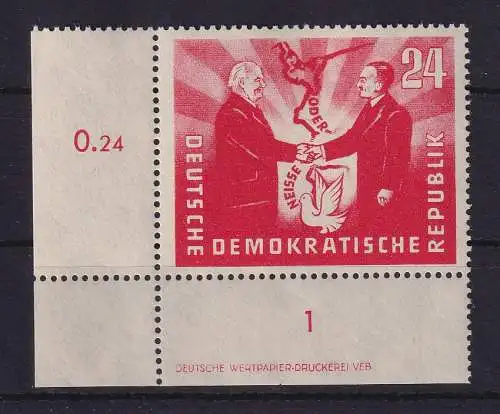 24
0.24
ODER
NEISSE
DEUTSCHE DEMOKRATISCHE REPUBLIK
1
DEUTSCHE WERTPAPIER-DRUCKEREI VEB